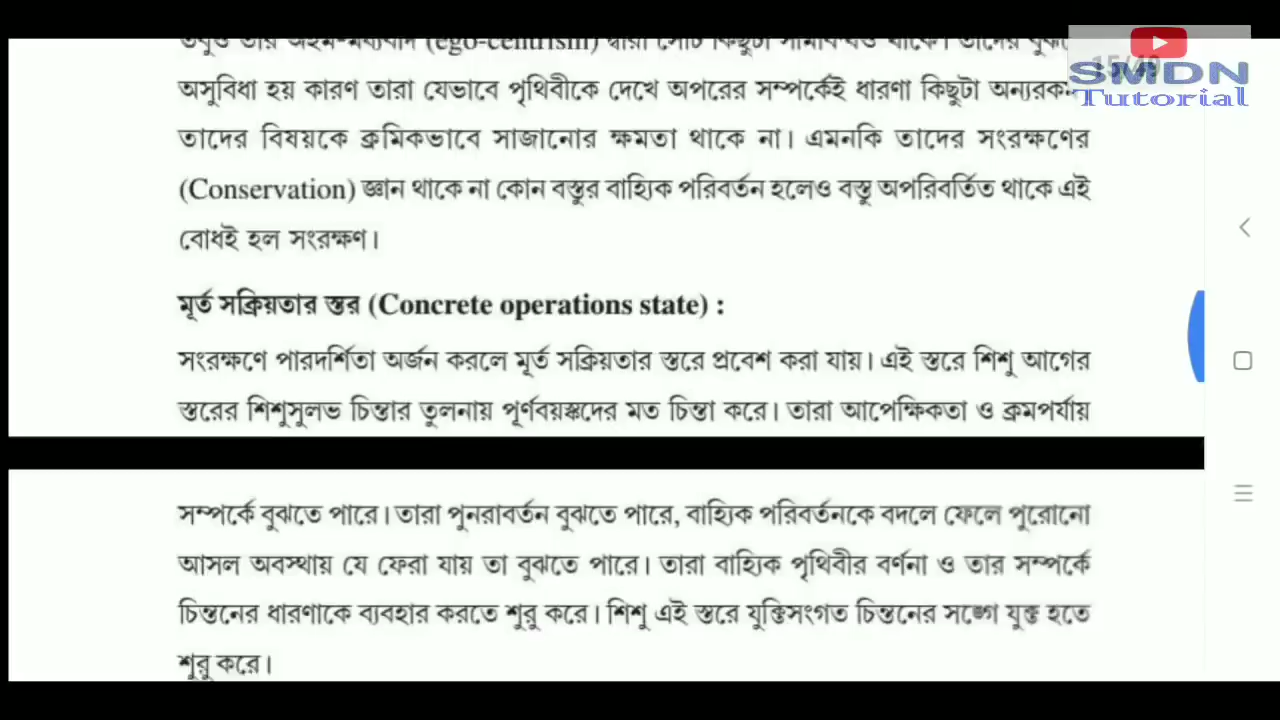 (ego-centrism) দ্বারা
SMDN
Tutorial
অসুবিধা হয় কারণ তারা যেভাবে পৃথিবীকে দেখে অপরের সম্পর্কেই ধারণা কিছুটা
তাদের বিষয়কে ক্রমিকভাবে সাজানোর ক্ষমতা থাকে না। এমনকি তাদের সংরক্ষণের
(Conservation) জ্ঞান থাকে না কোন বস্তুর বাহ্যিক পরিবর্তন হলেও বস্তু অপরিবর্তিত থাকে এই
বোধই হল সংরক্ষণ।
মূর্ত সক্রিয়তার স্তর (Concrete operations state) :
সংরক্ষণে পারদর্শিতা অর্জন করলে মূর্ত সক্রিয়তার স্তরে প্রবেশ করা যায়। এই স্তরে শিশু আগের
স্তরের শিশুসুলভ চিন্তার তুলনায় পূর্ণবয়স্কদের মত চিন্তা করে। তারা আপেক্ষিকতা ও ক্রমপর্যায়
সম্পর্কে বুঝতে পারে। তারা পুনরাবর্তন বুঝতে পারে, বাহ্যিক পরিবর্তনকে বদলে ফেলে পুরোনো
আসল অবস্থায় যে ফেরা যায় তা বুঝতে পারে। তারা বাহ্যিক পৃথিবীর বর্ণনা ও তার সম্পর্কে
চিন্তনের ধারণাকে ব্যবহার করতে শুরু করে। শিশু এই স্তরে যুক্তিসংগত চিন্তনের সঙ্গে যুক্ত হতে
শুরু করে।